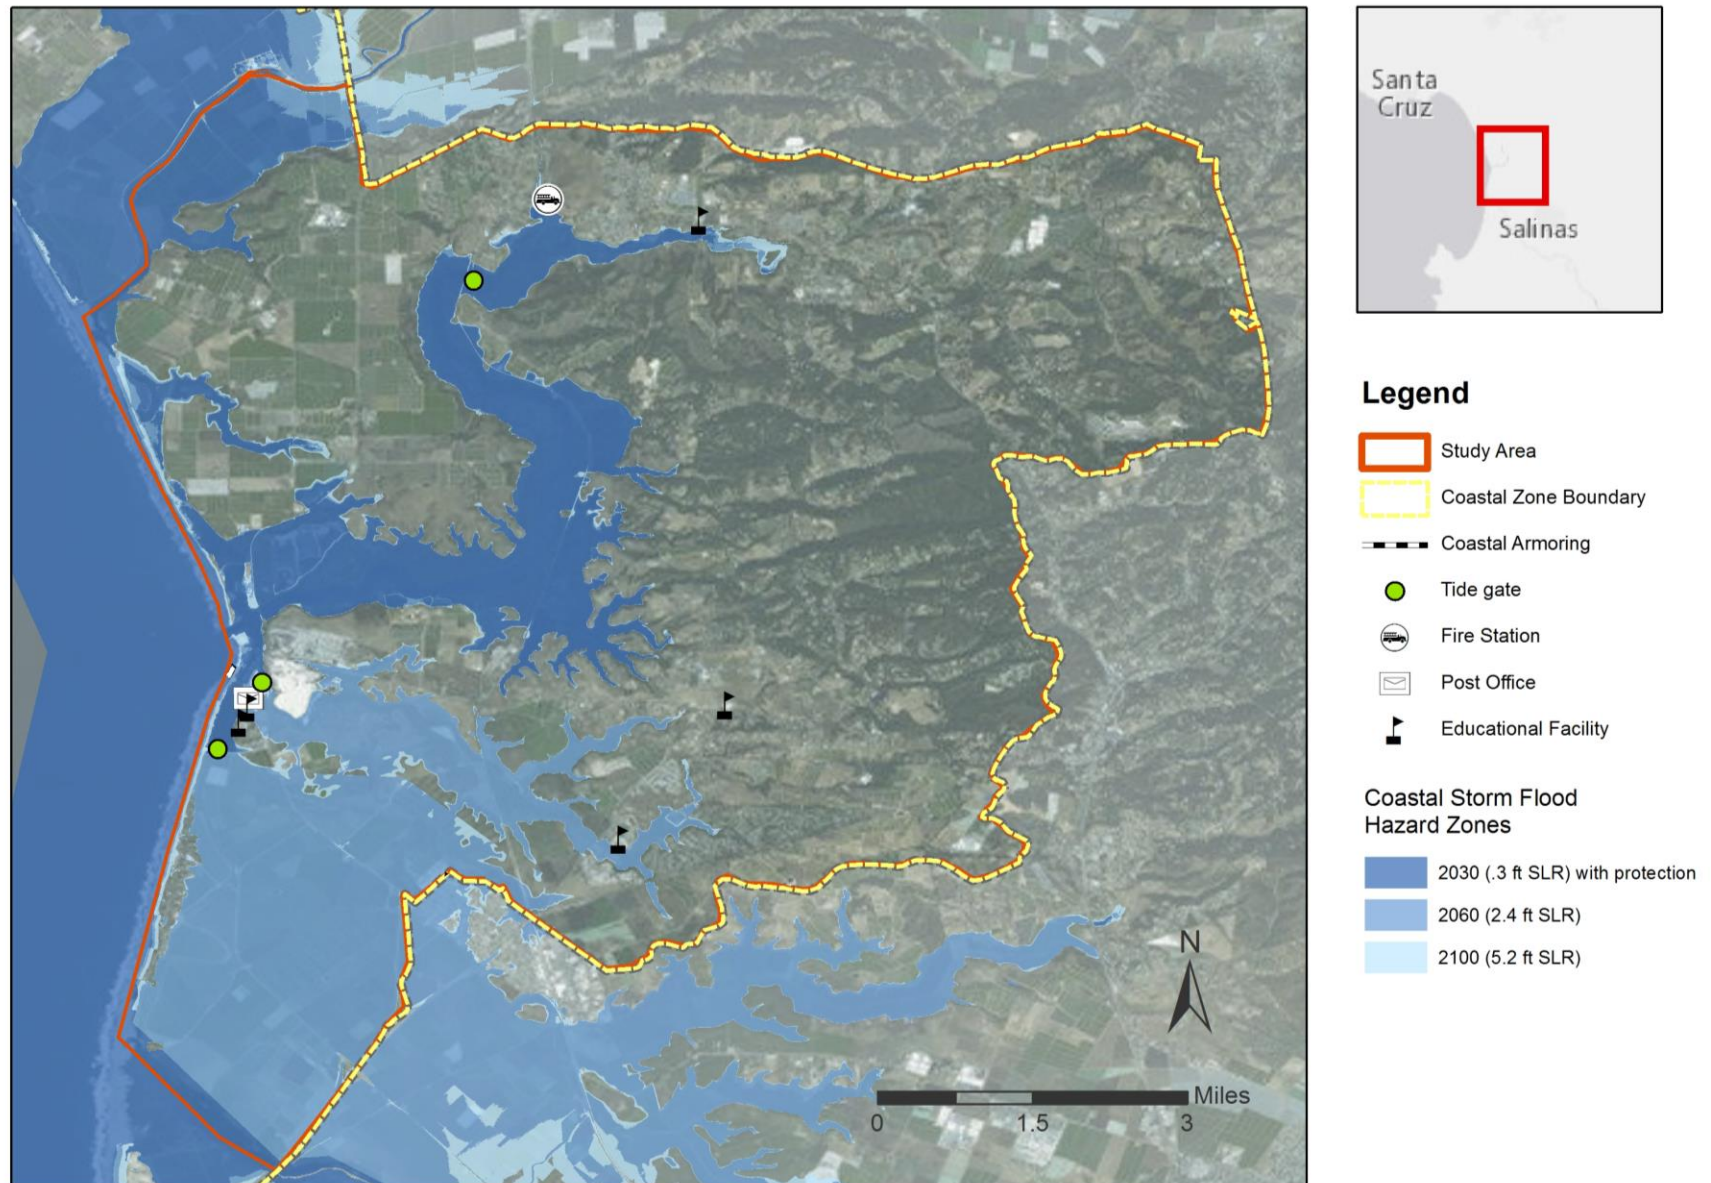 Santa
Cruz
Salinas
Legend
Study Area
Coastal Zone Boundary
Coastal Armoring
Tide gate
Fire Station
Post Office
Educational Facility
Coastal Storm Flood
Hazard Zones
2030 (.3 ft SLR) with protection
2060 (2.4 ft SLR)
2100 (5.2 ft SLR)
N
Miles
0 1.5 3